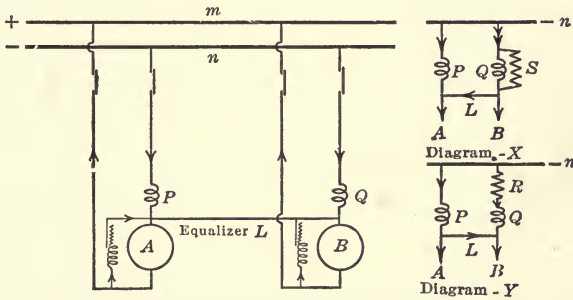 + m
− n
P
Q
A
Equalizer L
B
− n
P
Q
S
L
A B
Diagram - X
− n
R
P
Q
L
A B
Diagram - Y